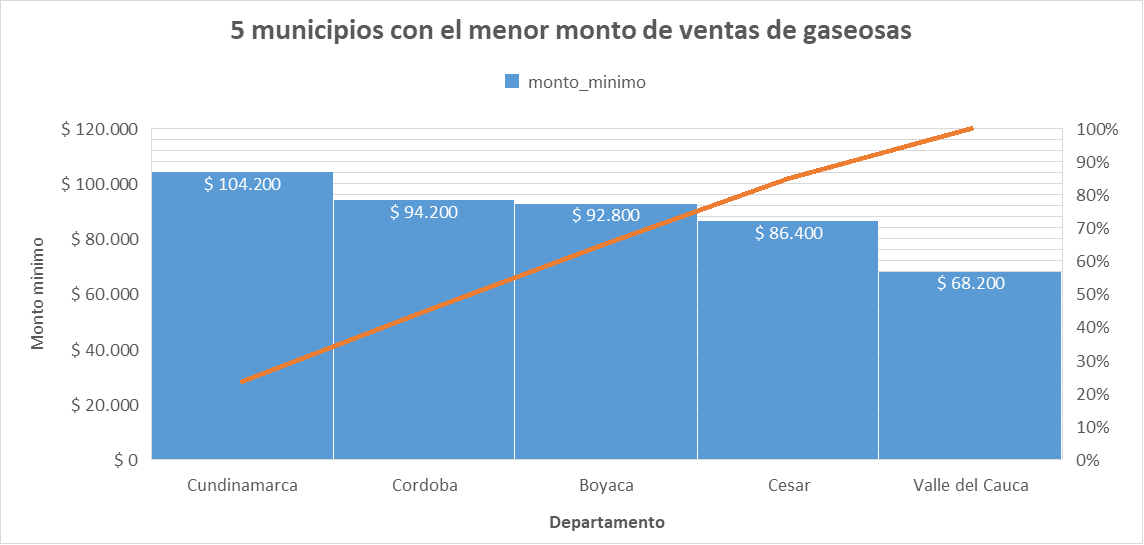 5 municipios con el menor monto de ventas de gaseosas
monto_minimo
$ 120.000
$ 100.000
$ 80.000
$ 60.000
$ 40.000
$ 20.000
$ 0
Monto minimo
$ 104.200
$ 94.200
$ 92.800
$ 86.400
$ 68.200
100%
90%
80%
70%
60%
50%
40%
30%
20%
10%
0%
Cundinamarca
Cordoba
Boyaca
Cesar
Valle del Cauca
Departamento